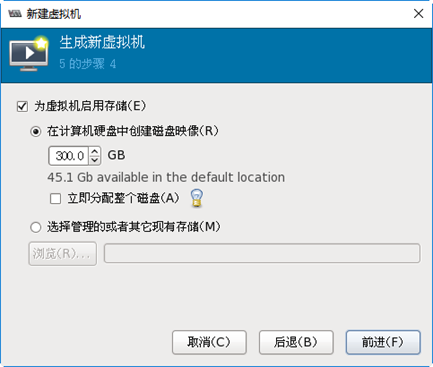 新建虚拟机
生成新虚拟机
5 的步骤 4
为虚拟机启用存储(E)
在计算机硬盘中创建磁盘映像(R)
300.0 GB
45.1 Gb available in the default location
立即分配整个磁盘(A)
选择管理的或者其它现有存储(M)
浏览(R)...
取消(C) 后退(B) 前进(F)